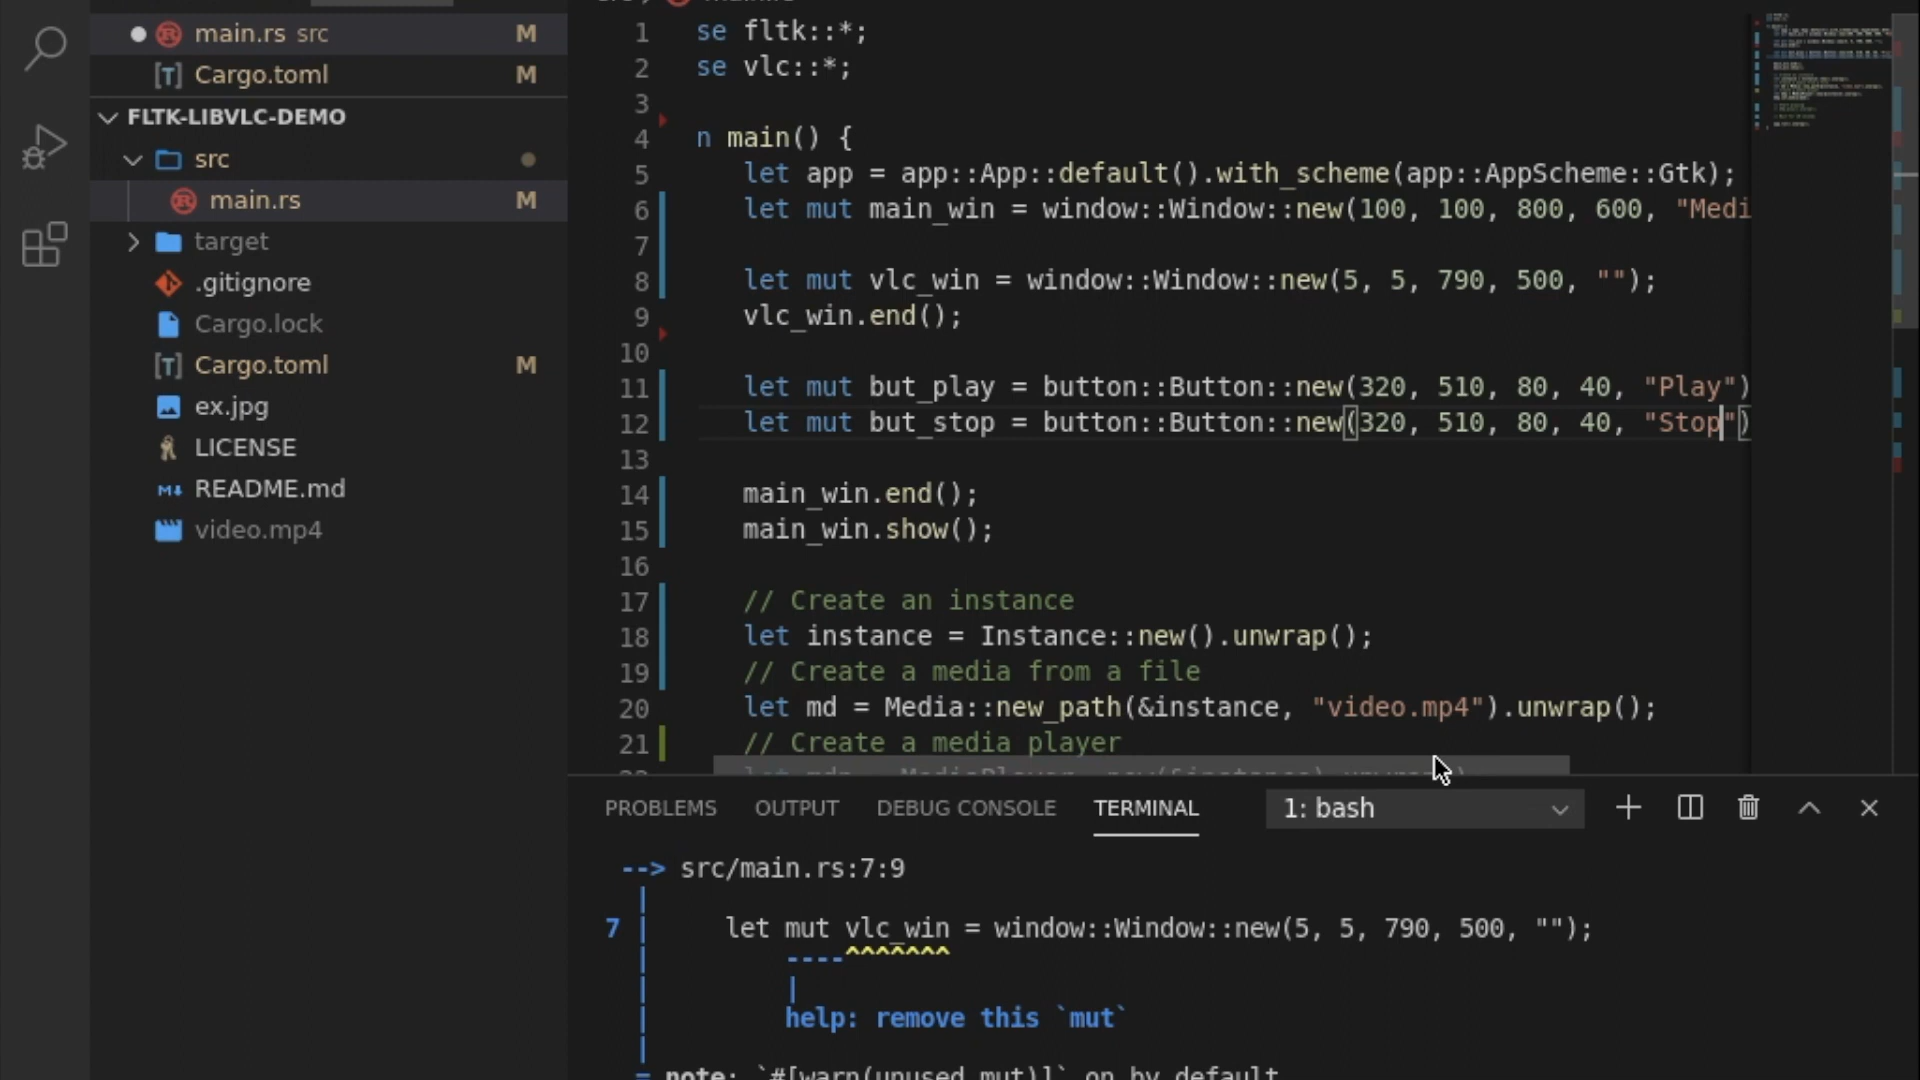 main.rs src M
Cargo.toml
FLTK-LIBVLC-DEMO
src
main.rs M
target
.gitignore
Cargo.lock
Cargo.toml M
ex.jpg
LICENSE
README.md
video.mp4
1 se fltk::*;
2 se vlc::*;
3
4 n main() {
5 let app = app::App::default().with_scheme(app::AppScheme::Gtk);
6 let mut main_win = window::Window::new(100, 100, 800, 600, "Medi
7
8 let mut vlc_win = window::Window::new(5, 5, 790, 500, "");
9 vlc_win.end();
10
11 let mut but_play = button::Button::new(320, 510, 80, 40, "Play")
12 let mut but_stop = button::Button::new(320, 510, 80, 40, "Stop")
13
14 main_win.end();
15 main_win.show();
16
17 // Create an instance
18 let instance = Instance::new().unwrap();
19 // Create a media from a file
20 let md = Media::new_path(&instance, "video.mp4").unwrap();
21 // Create a media player
PROBLEMS OUTPUT DEBUG CONSOLE TERMINAL 1: bash
--> src/main.rs:7:9
|
7 | let mut vlc_win = window::Window::new(5, 5, 790, 500, "");
| ----^^^^^^^
| |
| help: remove this `mut`
|
= note: `#[warn(unused_mut)]` on by default